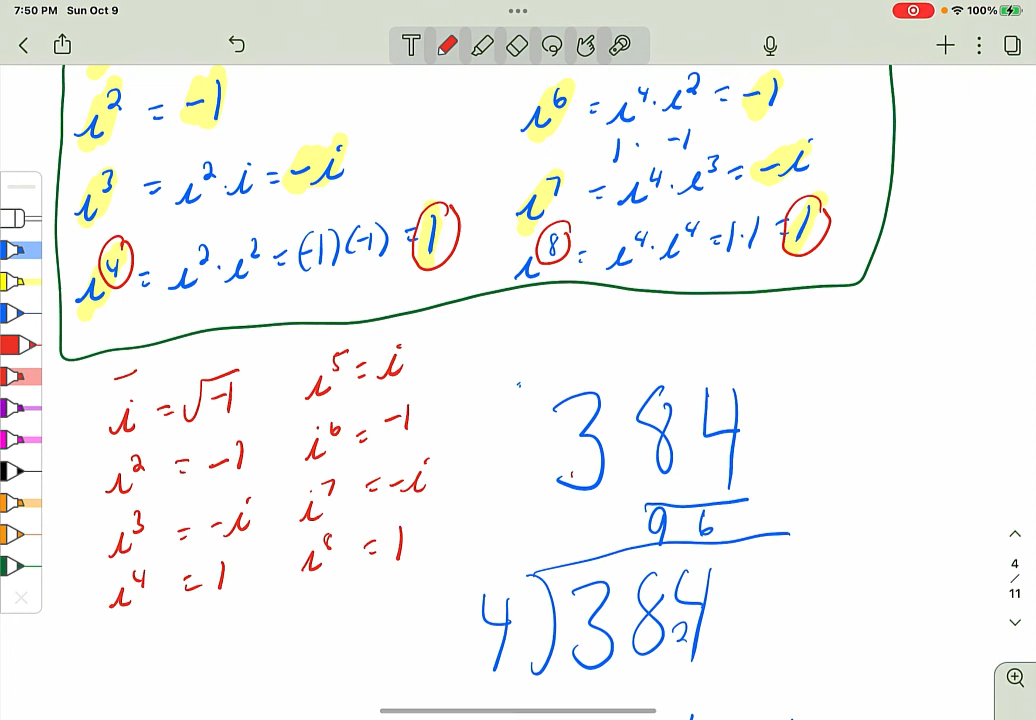 7:50 PM Sun Oct 9
100%
i² = -1
i³ = i² · i = -i
i⁴ = i² · i² = (-1)(-1) = 1
i⁶ = i⁴ · i² = -1
1 · -1
i⁷ = i⁴ · i³ = -i
i⁸ = i⁴ · i⁴ = 1 · 1 = 1
i = √-1
i² = -1
i³ = -i
i⁴ = 1
i⁵ = i
i⁶ = -1
i⁷ = -i
i⁸ = 1
384
96
4)38²4
4
/
11